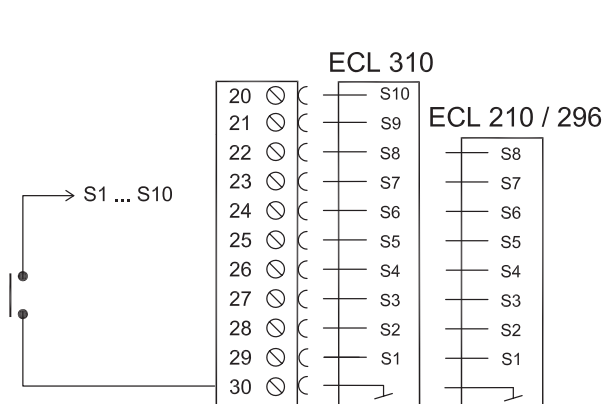 ECL 310
ECL 210 / 296
20 S10
21 S9
22 S8 S8
23 S7 S7
S1 ... S10
24 S6 S6
25 S5 S5
26 S4 S4
27 S3 S3
28 S2 S2
29 S1 S1
30